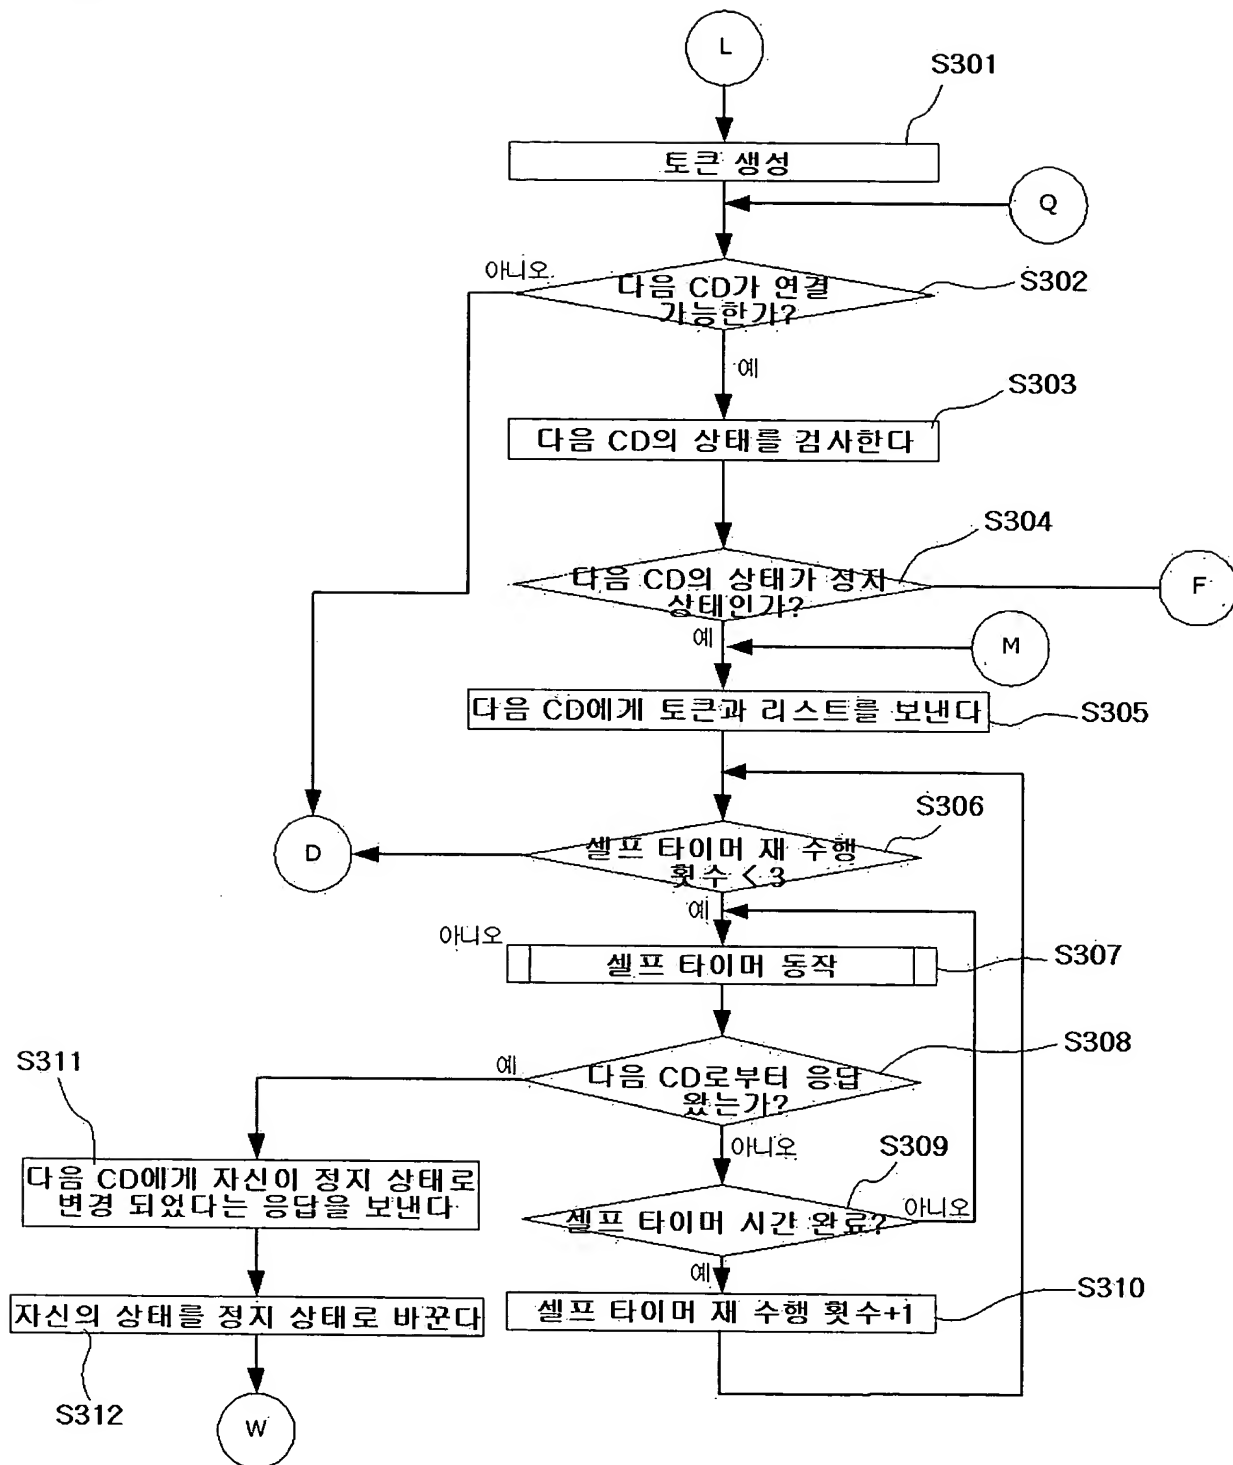 L
S301
토큰 생성
Q
아니오
S302
다음 CD가 연결
가능한가?
예
S303
다음 CD의 상태를 검사한다
S304
다음 CD의 상태가 정지
상태인가?
F
예
M
다음 CD에게 토큰과 리스트를 보낸다
S305
S306
D
셀프 타이머 재 수행
횟수 < 3
예
아니오
셀프 타이머 동작
S307
S308
S311
예
다음 CD로부터 응답
왔는가?
아니오
S309
다음 CD에게 자신이 정지 상태로
변경 되었다는 응답을 보낸다
셀프 타이머 시간 완료?
아니오
예
S310
자신의 상태를 정지 상태로 바꾼다
셀프 타이머 재 수행 횟수+1
S312
W